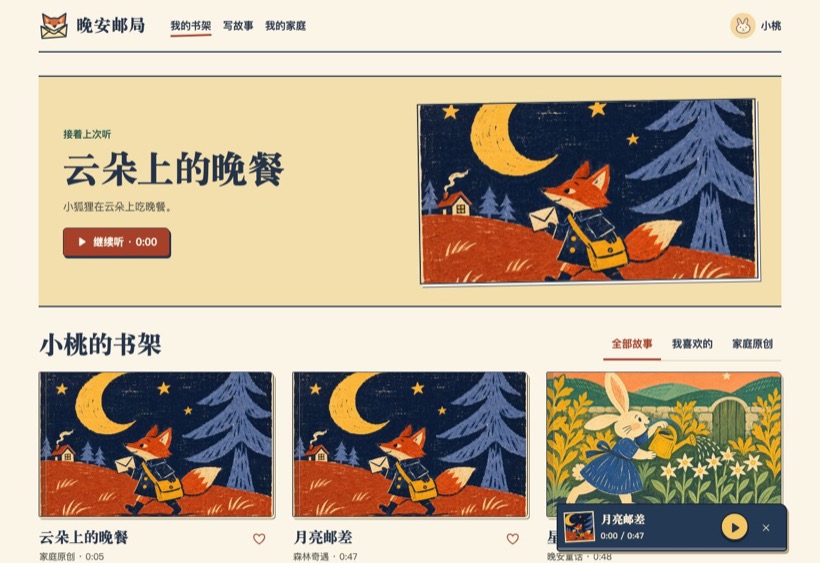 晚安邮局
我的书架 写故事 我的家庭
小桃
接着上次听
云朵上的晚餐
小狐狸在云朵上吃晚餐。
继续听 · 0:00
小桃的书架
全部故事 我喜欢的 家庭原创
云朵上的晚餐
家庭原创 · 0:05
月亮邮差
森林奇遇 · 0:47
晚安童话 · 0:48
月亮邮差
0:00 / 0:47